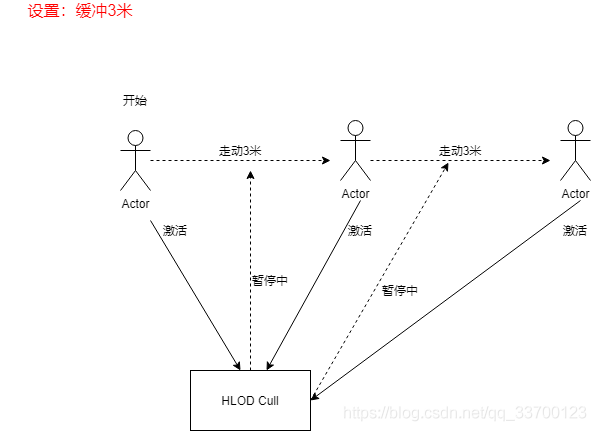 设置：缓冲3米
开始
走动3米
走动3米
Actor
Actor
Actor
激活
激活
激活
暂停中
暂停中
HLOD Cull
https://blog.csdn.net/qq_33700123